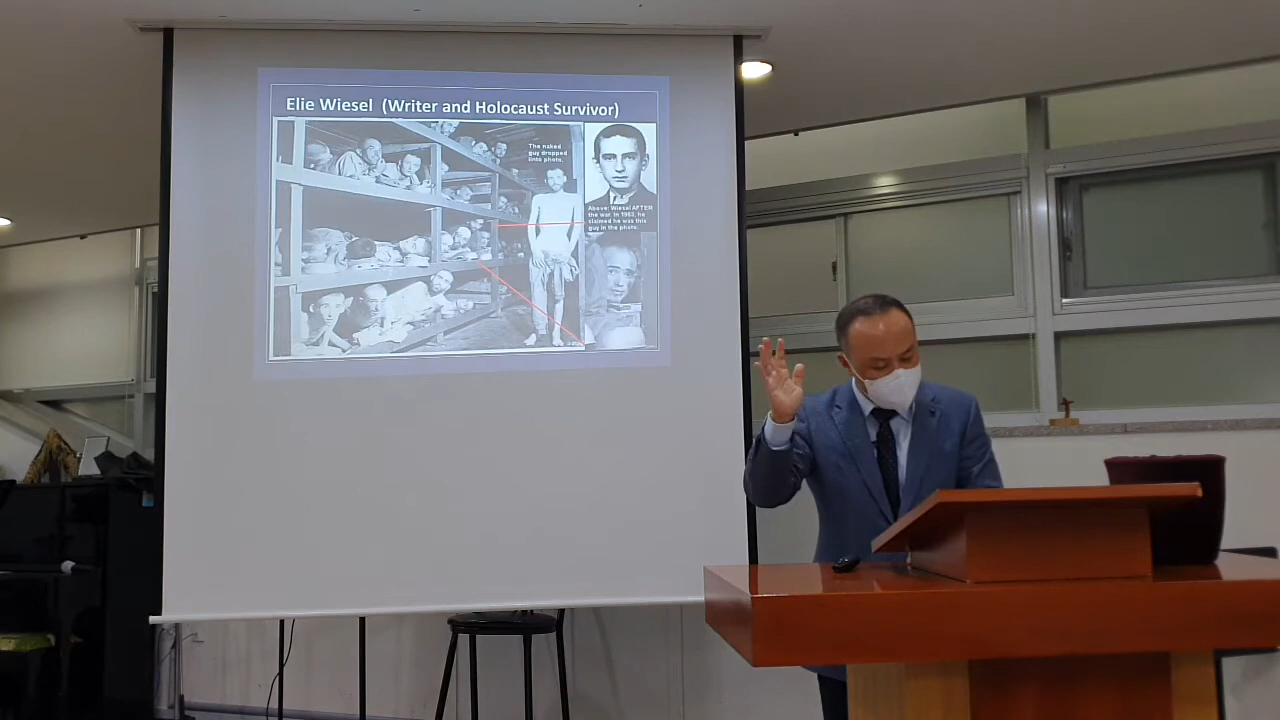 Elie Wiesel (Writer and Holocaust Survivor)
The naked
guy dropped
into photo.
Above: Wiesel AFTER
the war. In 1983, he
claimed he was this
guy in the photo.